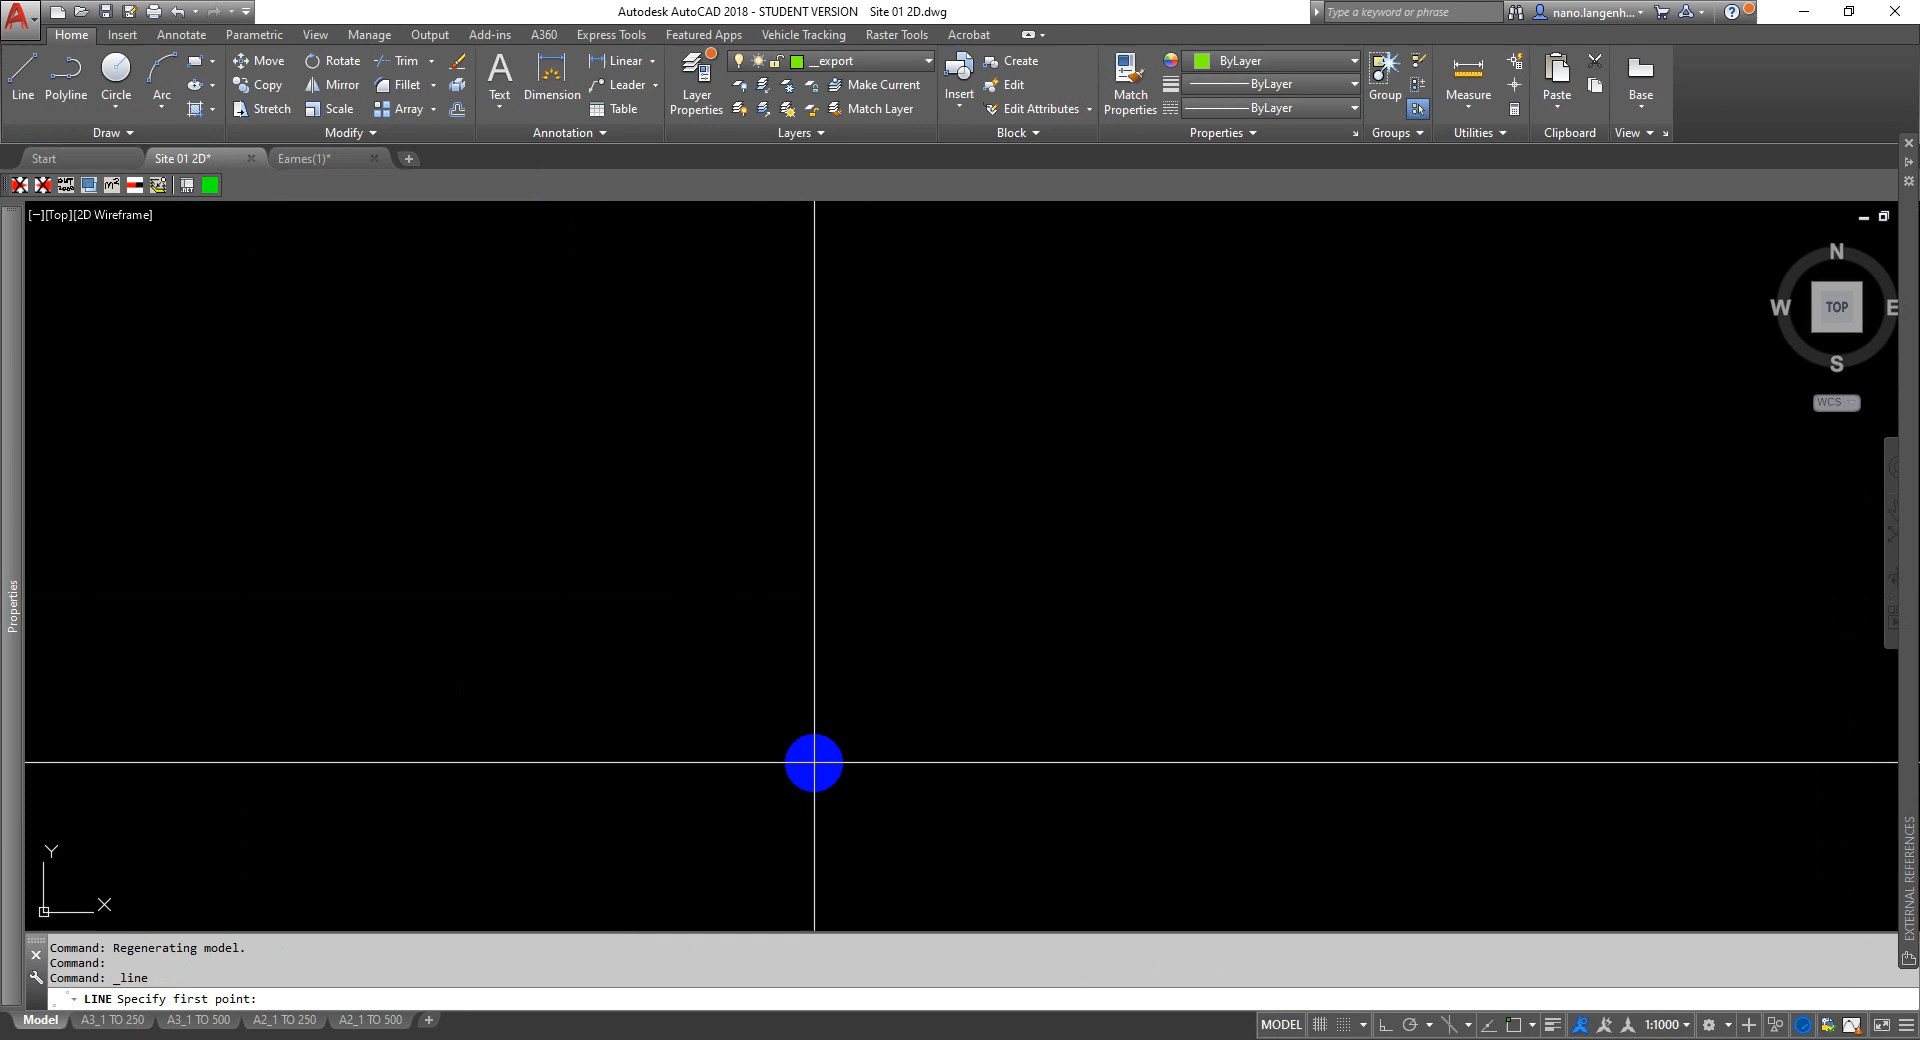 Autodesk AutoCAD 2018 - STUDENT VERSION Site 01 2D.dwg
Type a keyword or phrase
nano.langenh...
Home Insert Annotate Parametric View Manage Output Add-ins A360 Express Tools Featured Apps Vehicle Tracking Raster Tools Acrobat
Line Polyline Circle Arc
Draw
Move Rotate Trim
Copy Mirror Fillet
Stretch Scale Array
Modify
Text Dimension
Linear
Leader
Table
Annotation
Layer Properties
_export
Make Current
Match Layer
Layers
Insert
Create
Edit
Edit Attributes
Block
Match Properties
ByLayer
ByLayer
ByLayer
Properties
Group
Groups
Measure
Utilities
Paste
Clipboard
Base
View
Start Site 01 2D* Eames(1)*
m²
[−][Top][2D Wireframe]
N
W TOP E
S
WCS
Properties
EXTERNAL REFERENCES
Y
X
Command: Regenerating model.
Command:
Command: _line
LINE Specify first point:
Model A3_1 TO 250 A3_1 TO 500 A2_1 TO 250 A2_1 TO 500
MODEL 1:1000